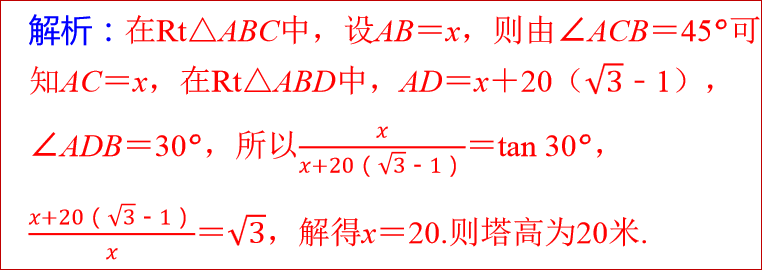 解析：在Rt△ABC中，设AB＝x，则由∠ACB＝45°可
知AC＝x，在Rt△ABD中，AD＝x＋20（√3 - 1），
∠ADB＝30°，所以x/(x+20（√3 - 1）)＝tan 30°，
(x+20（√3 - 1）)/x＝√3，解得x＝20.则塔高为20米.